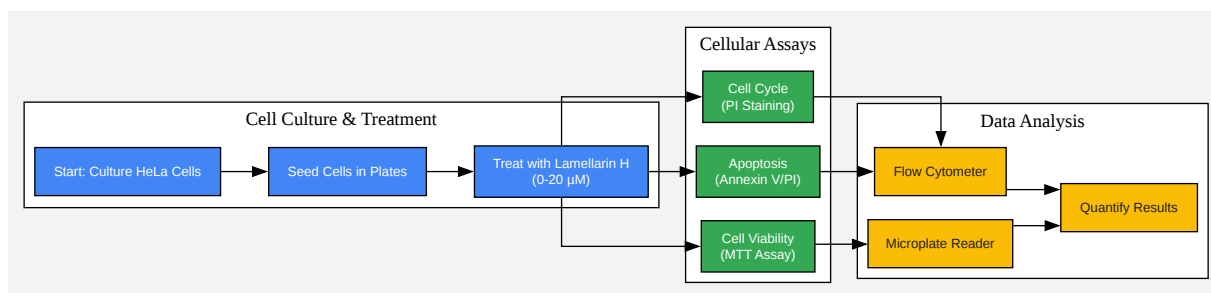 Cell Culture & Treatment
Start: Culture HeLa Cells
Seed Cells in Plates
Treat with Lamellarin H
(0-20 µM)
Cellular Assays
Cell Cycle
(PI Staining)
Apoptosis
(Annexin V/PI)
Cell Viability
(MTT Assay)
Data Analysis
Flow Cytometer
Microplate Reader
Quantify Results